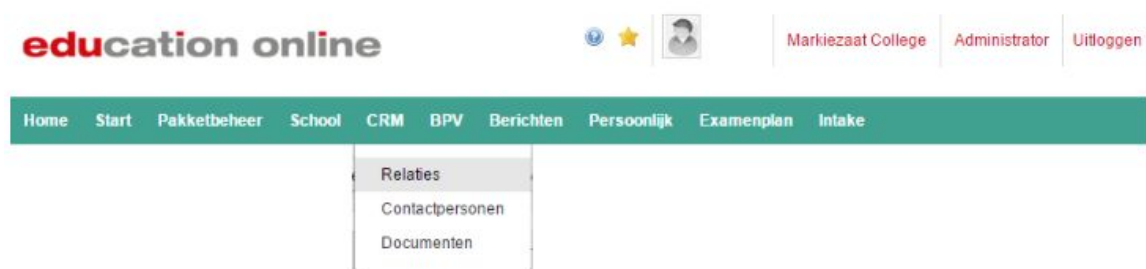 education online
Markiezaat College Administrator Uitloggen
Home Start Pakketbeheer School CRM BPV Berichten Persoonlijk Examenplan Intake
Relaties
Contactpersonen
Documenten